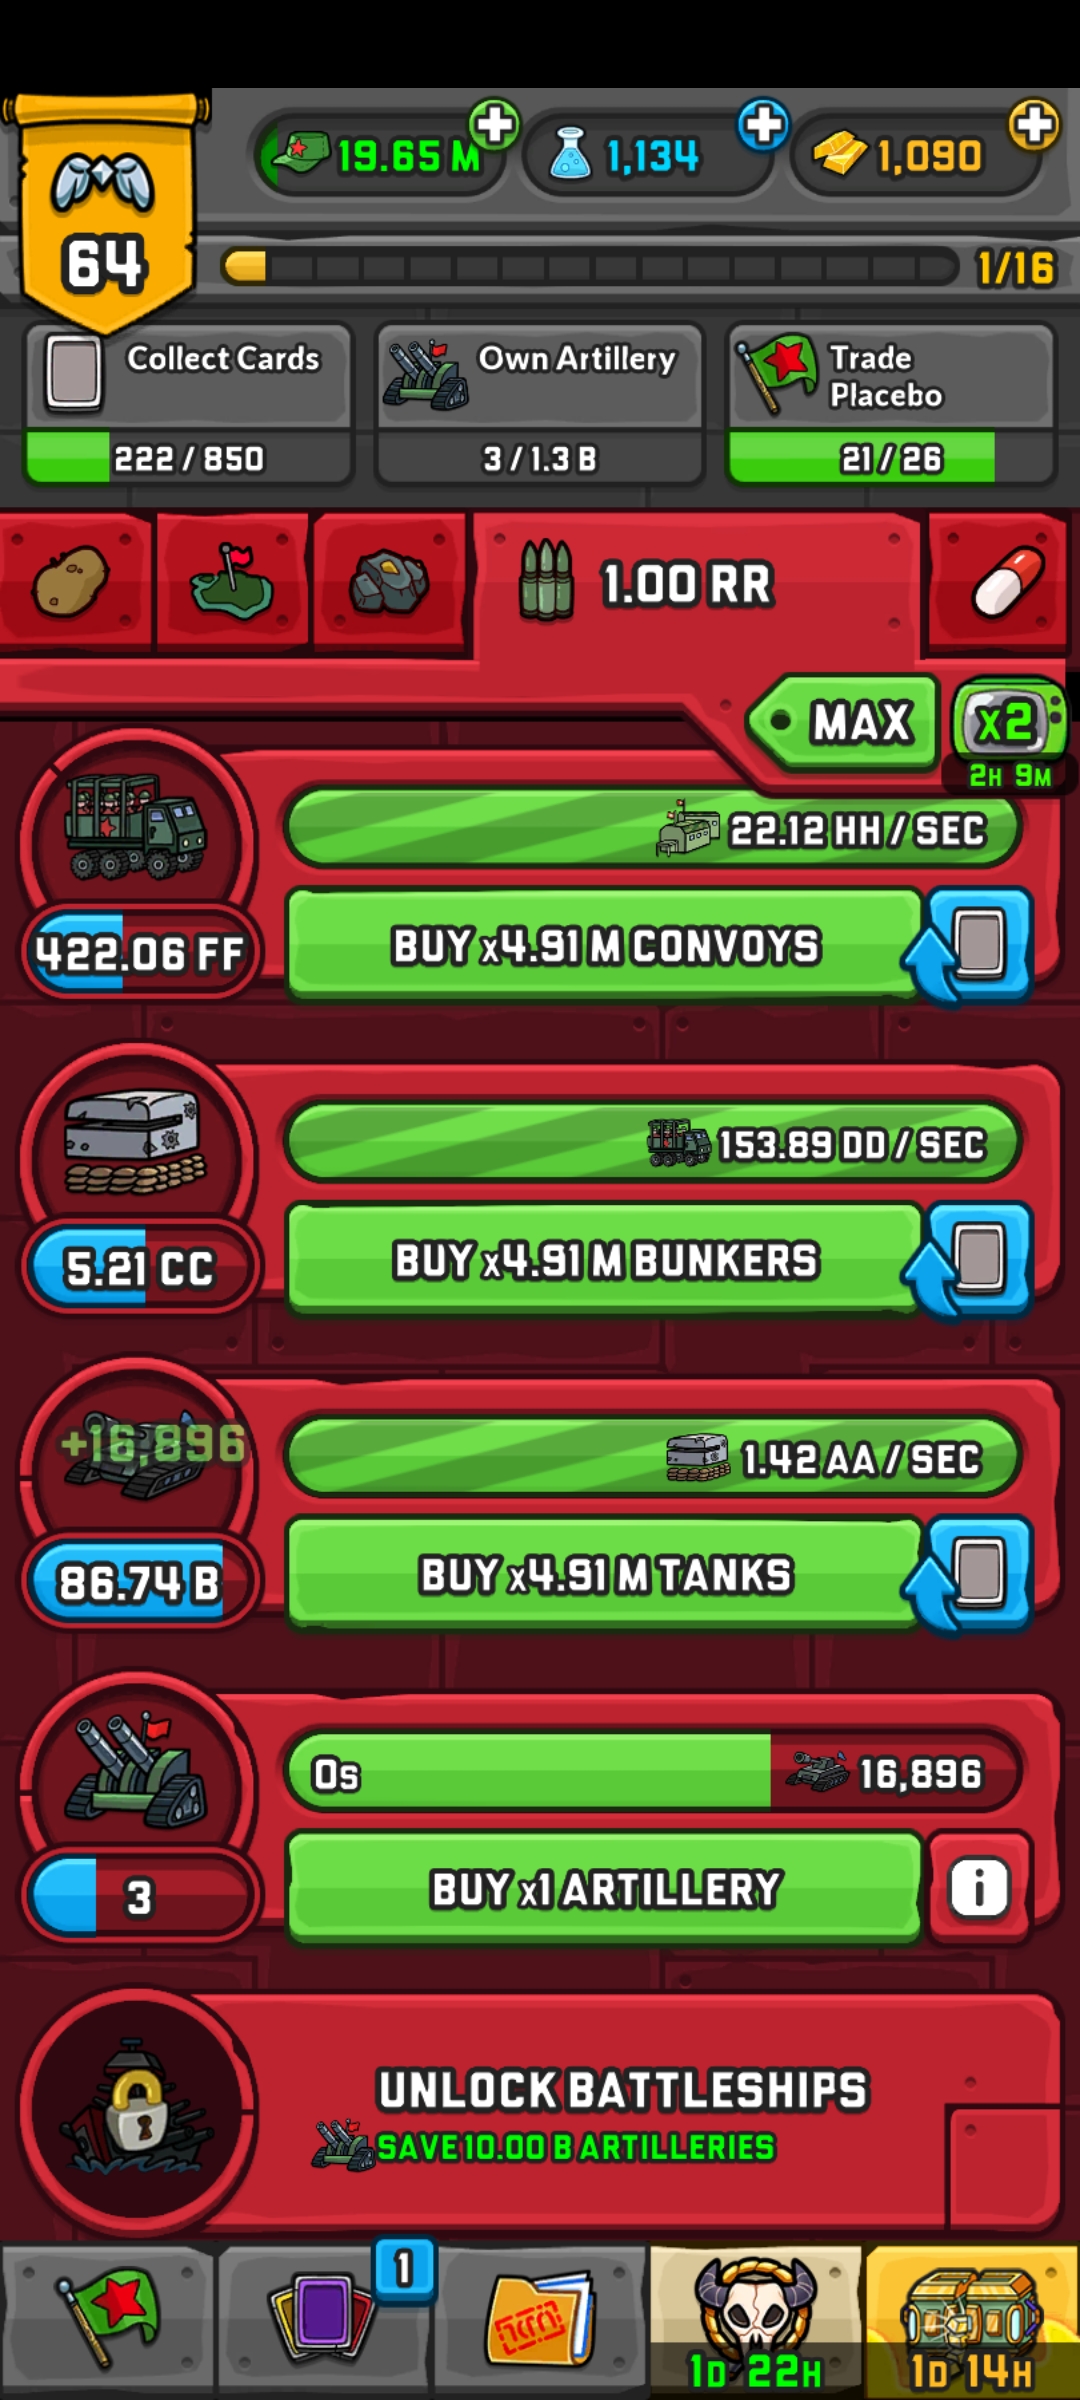 19.65 M
1,134
1,090
64
1/16
Collect Cards
222 / 850
Own Artillery
3 / 1.3 B
Trade
Placebo
21 / 26
1.00 RR
MAX
x2
2H 9M
22.12 HH / SEC
422.06 FF
BUY x4.91 M CONVOYS
153.89 DD / SEC
5.21 CC
BUY x4.91 M BUNKERS
+16,896
1.42 AA / SEC
86.74 B
BUY x4.91 M TANKS
0s
16,896
3
BUY x1 ARTILLERY
i
UNLOCK BATTLESHIPS
SAVE 10.00 B ARTILLERIES
1
1D 22H
1D 14H